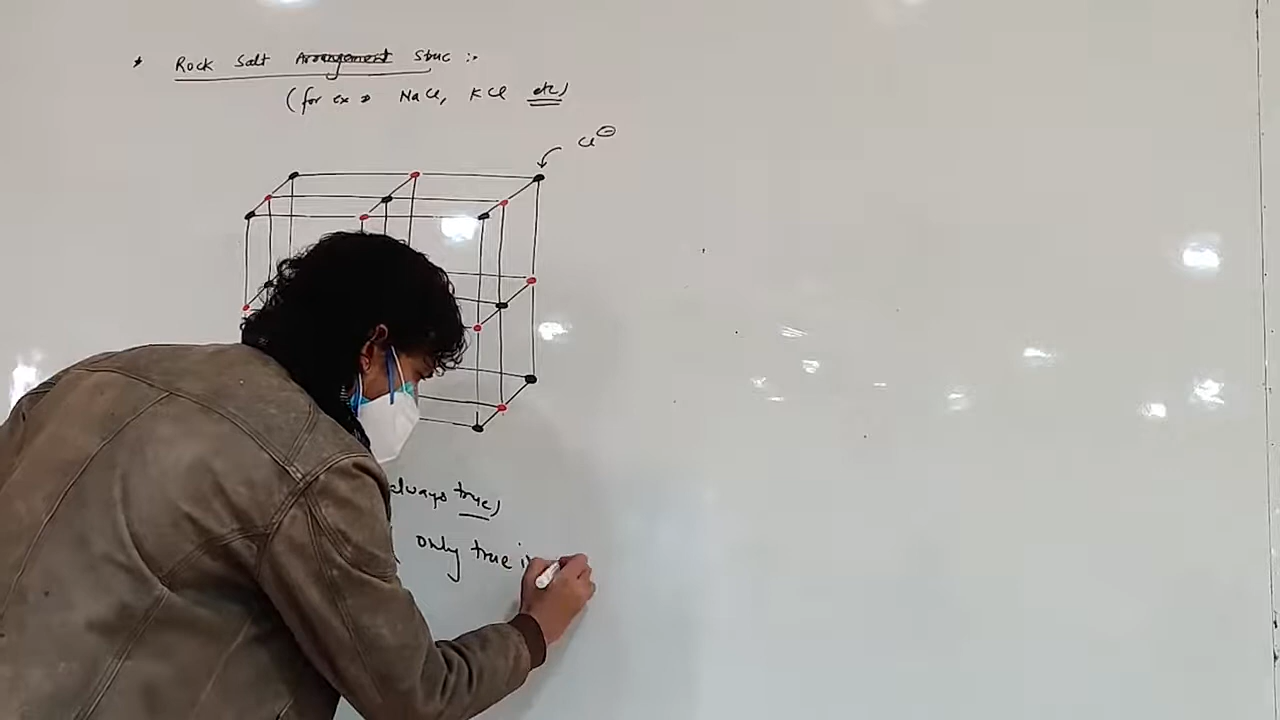 * Rock Salt Arrangement Struc :-
(for ex → NaCl, KCl etc)
Cl⊖
always true)
only true i